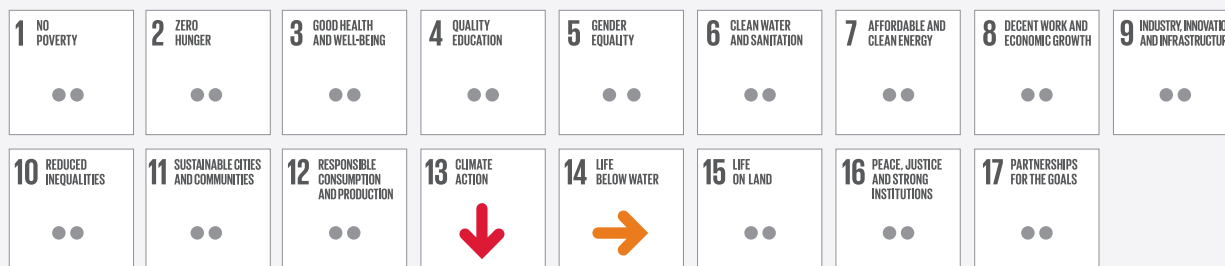 1 NO POVERTY
2 ZERO HUNGER
3 GOOD HEALTH AND WELL-BEING
4 QUALITY EDUCATION
5 GENDER EQUALITY
6 CLEAN WATER AND SANITATION
7 AFFORDABLE AND CLEAN ENERGY
8 DECENT WORK AND ECONOMIC GROWTH
9 INDUSTRY, INNOVATIO AND INFRASTRUCTUR
10 REDUCED INEQUALITIES
11 SUSTAINABLE CITIES AND COMMUNITIES
12 RESPONSIBLE CONSUMPTION AND PRODUCTION
13 CLIMATE ACTION
14 LIFE BELOW WATER
15 LIFE ON LAND
16 PEACE, JUSTICE AND STRONG INSTITUTIONS
17 PARTNERSHIPS FOR THE GOALS